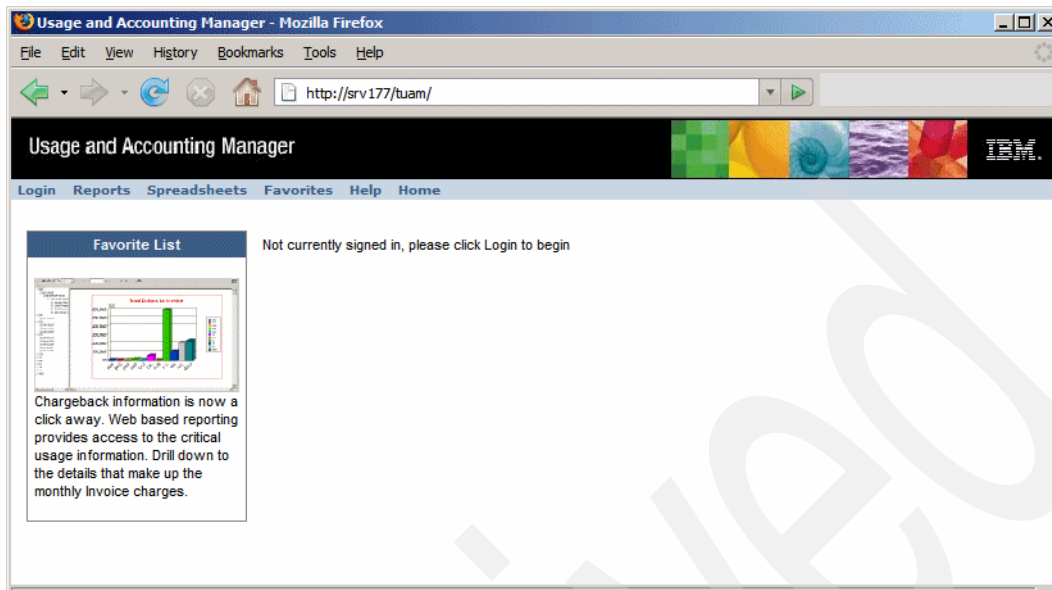 Usage and Accounting Manager - Mozilla Firefox
File Edit View History Bookmarks Tools Help
http://srv177/tuam/
Usage and Accounting Manager
IBM.
Login Reports Spreadsheets Favorites Help Home
Favorite List
Not currently signed in, please click Login to begin
Chargeback information is now a
click away. Web based reporting
provides access to the critical
usage information. Drill down to
the details that make up the
monthly Invoice charges.